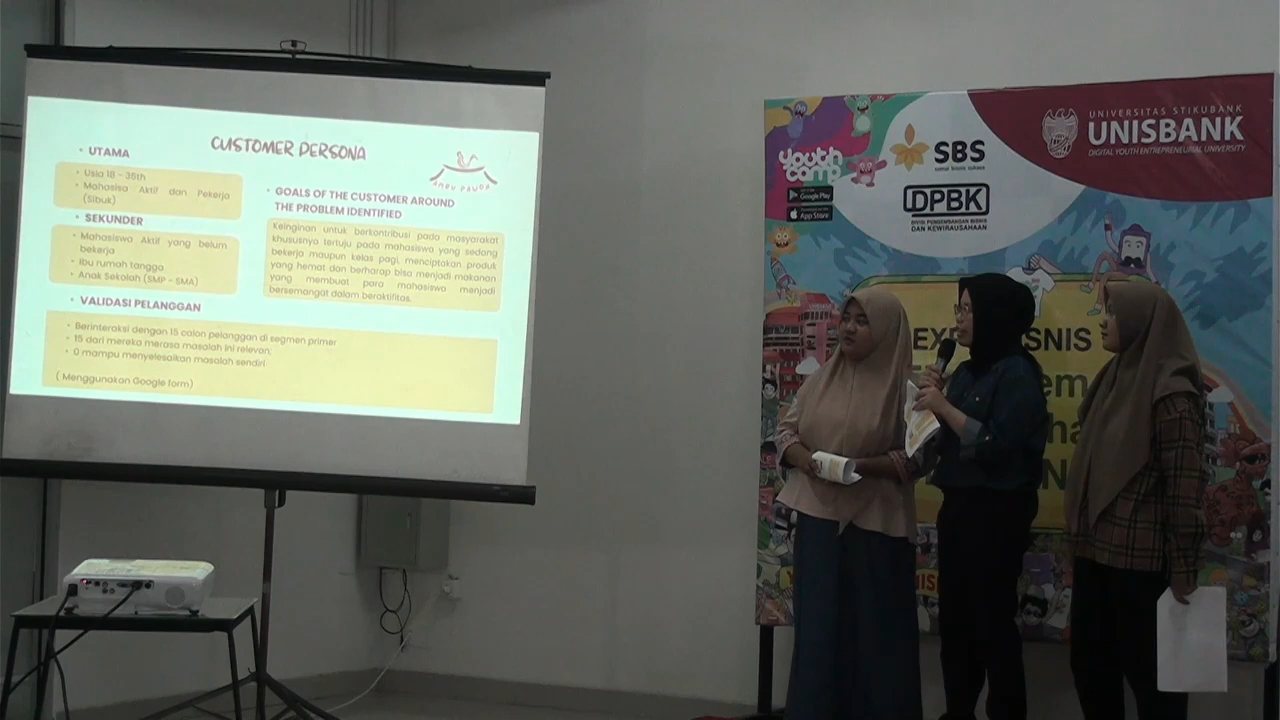 CUSTOMER PERSONA
• UTAMA
• Usia 18 - 35th
• Mahasisa Aktif dan Pekerja
(Sibuk)
• SEKUNDER
• Mahasiswa Aktif yang belum
bekerja
• Ibu rumah tangga
• Anak Sekolah (SMP - SMA)
• GOALS OF THE CUSTOMER AROUND
THE PROBLEM IDENTIFIED
Keinginan untuk berkontribusi pada masyarakat
khususnya tertuju pada mahasiswa yang sedang
bekerja maupun kelas pagi, menciptakan produk
yang hemat dan berharap bisa menjadi makanan
yang membuat para mahasiswa menjadi
bersemangat dalam beraktifitas.
• VALIDASI PELANGGAN
• Berinteraksi dengan 15 calon pelanggan di segmen primer
• 15 dari mereka merasa masalah ini relevan;
• 0 mampu menyelesaikan masalah sendiri
( Menggunakan Google form)
youth
camp
Google Play
App Store
SBS
DPBK
DIVISI PENGEMBANGAN BISNIS
DAN KEWIRAUSAHAAN
UNIVERSITAS STIKUBANK
UNISBANK
DIGITAL YOUTH ENTREPRENEURIAL UNIVERSITY